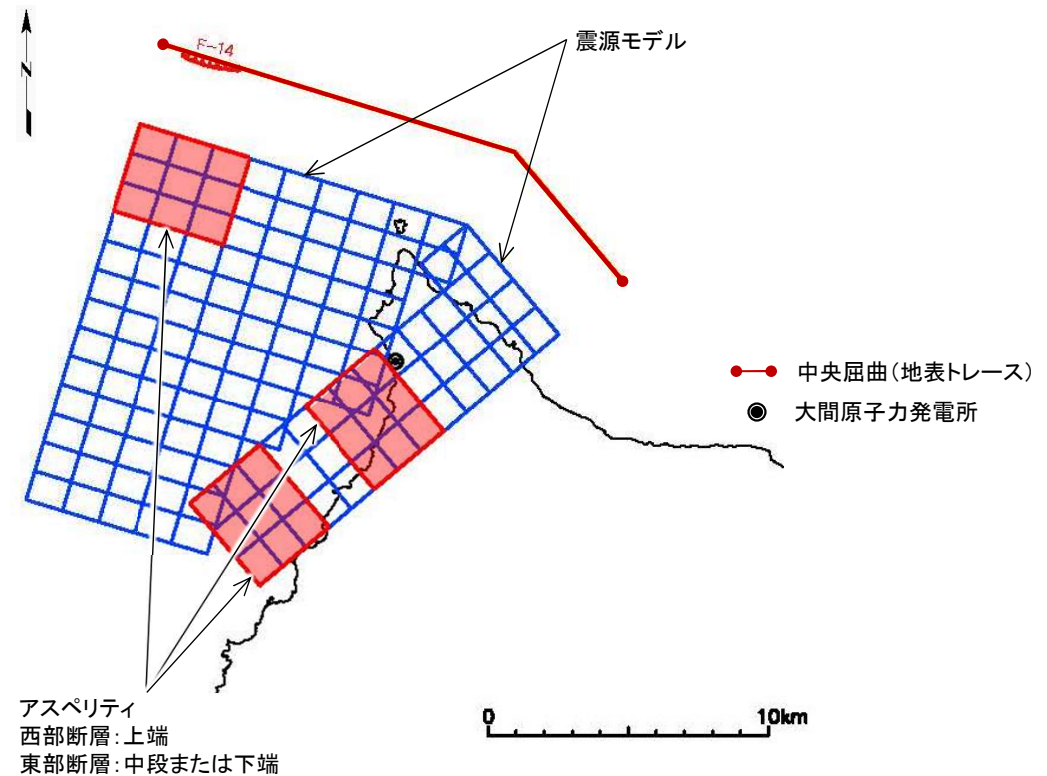 N
F-14
震源モデル
中央屈曲(地表トレース)
大間原子力発電所
アスペリティ
西部断層:上端
東部断層:中段または下端
0 10km